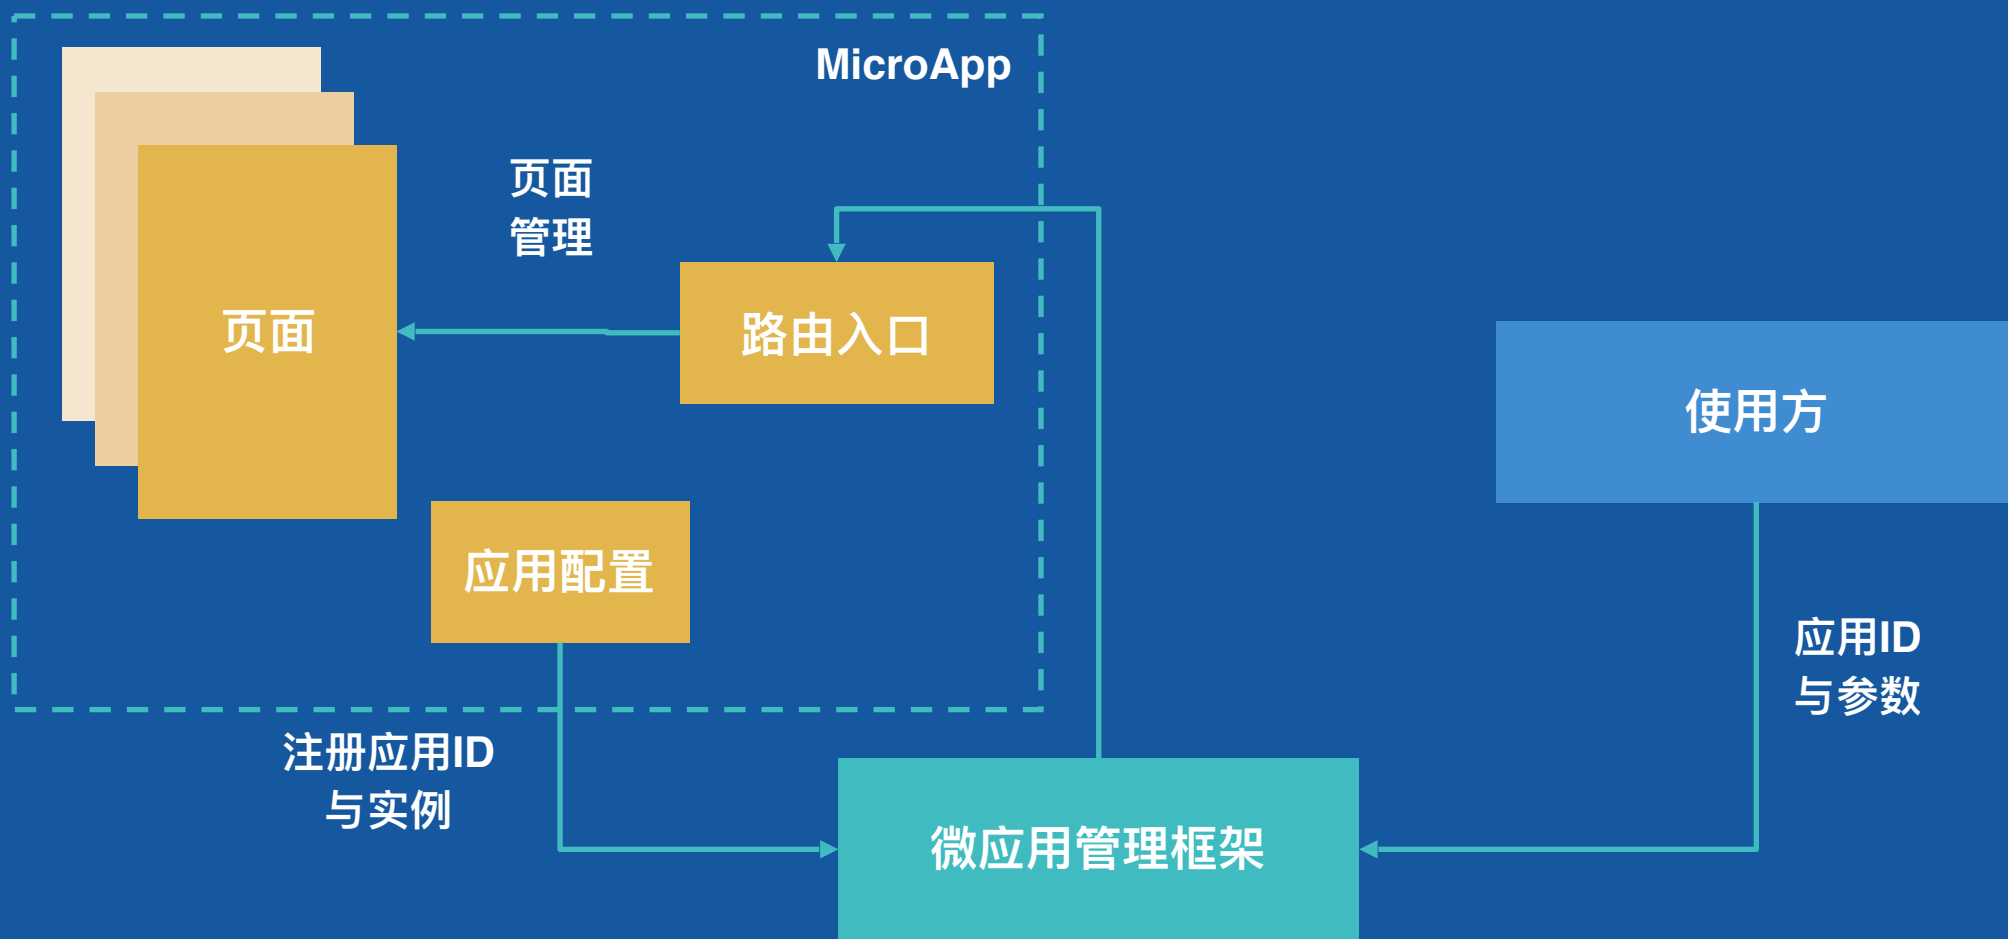 MicroApp
页面
管理
页面
路由入口
使用方
应用配置
应用ID
与参数
注册应用ID
与实例
微应用管理框架